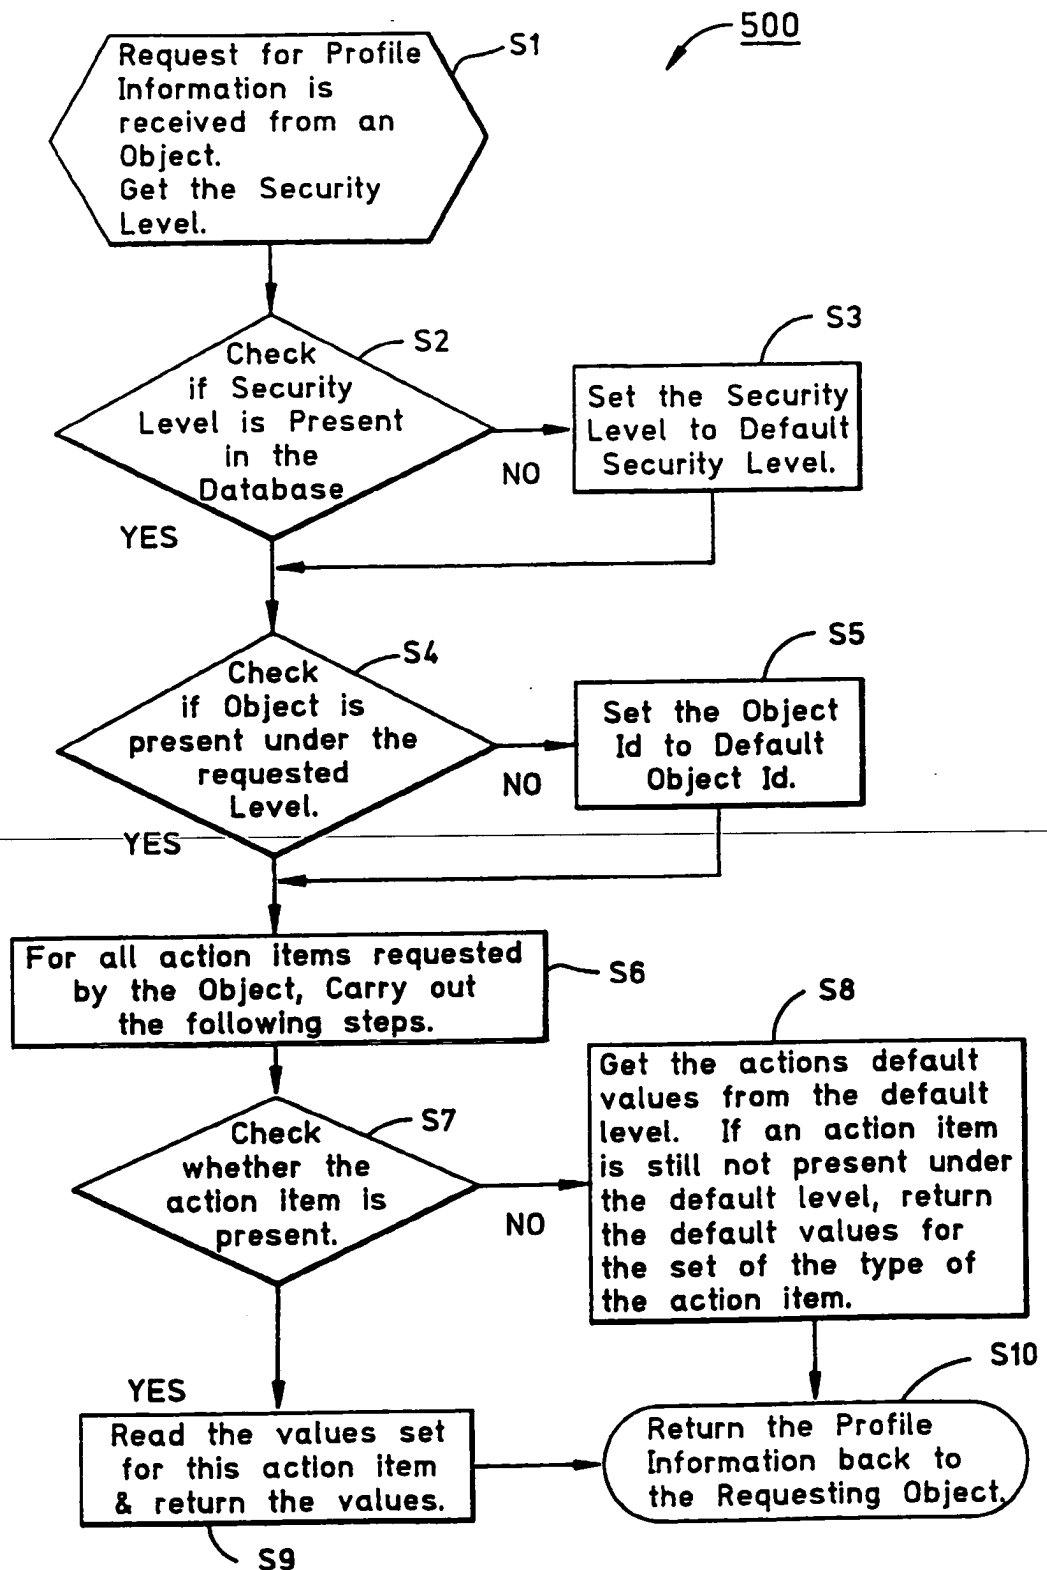 500
S1
Request for Profile
Information is
received from an
Object.
Get the Security
Level.
S2
Check
if Security
Level is Present
in the
Database
NO
YES
S3
Set the Security
Level to Default
Security Level.
S4
Check
if Object is
present under the
requested
Level.
NO
YES
S5
Set the Object
Id to Default
Object Id.
For all action items requested
by the Object, Carry out
the following steps.
S6
S7
Check
whether the
action item is
present.
NO
YES
S8
Get the actions default
values from the default
level. If an action item
is still not present under
the default level, return
the default values for
the set of the type of
the action item.
Read the values set
for this action item
& return the values.
S9
S10
Return the Profile
Information back to
the Requesting Object.